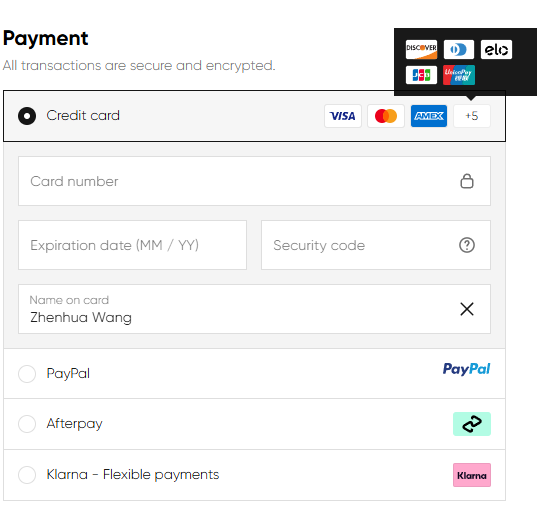 Payment
All transactions are secure and encrypted.
DISCOVER
elo
JCB
UnionPay
银联
Credit card
VISA
AMEX
+5
Card number
Expiration date (MM / YY)
Security code
?
Name on card
Zhenhua Wang
PayPal
PayPal
Afterpay
Klarna - Flexible payments
Klarna